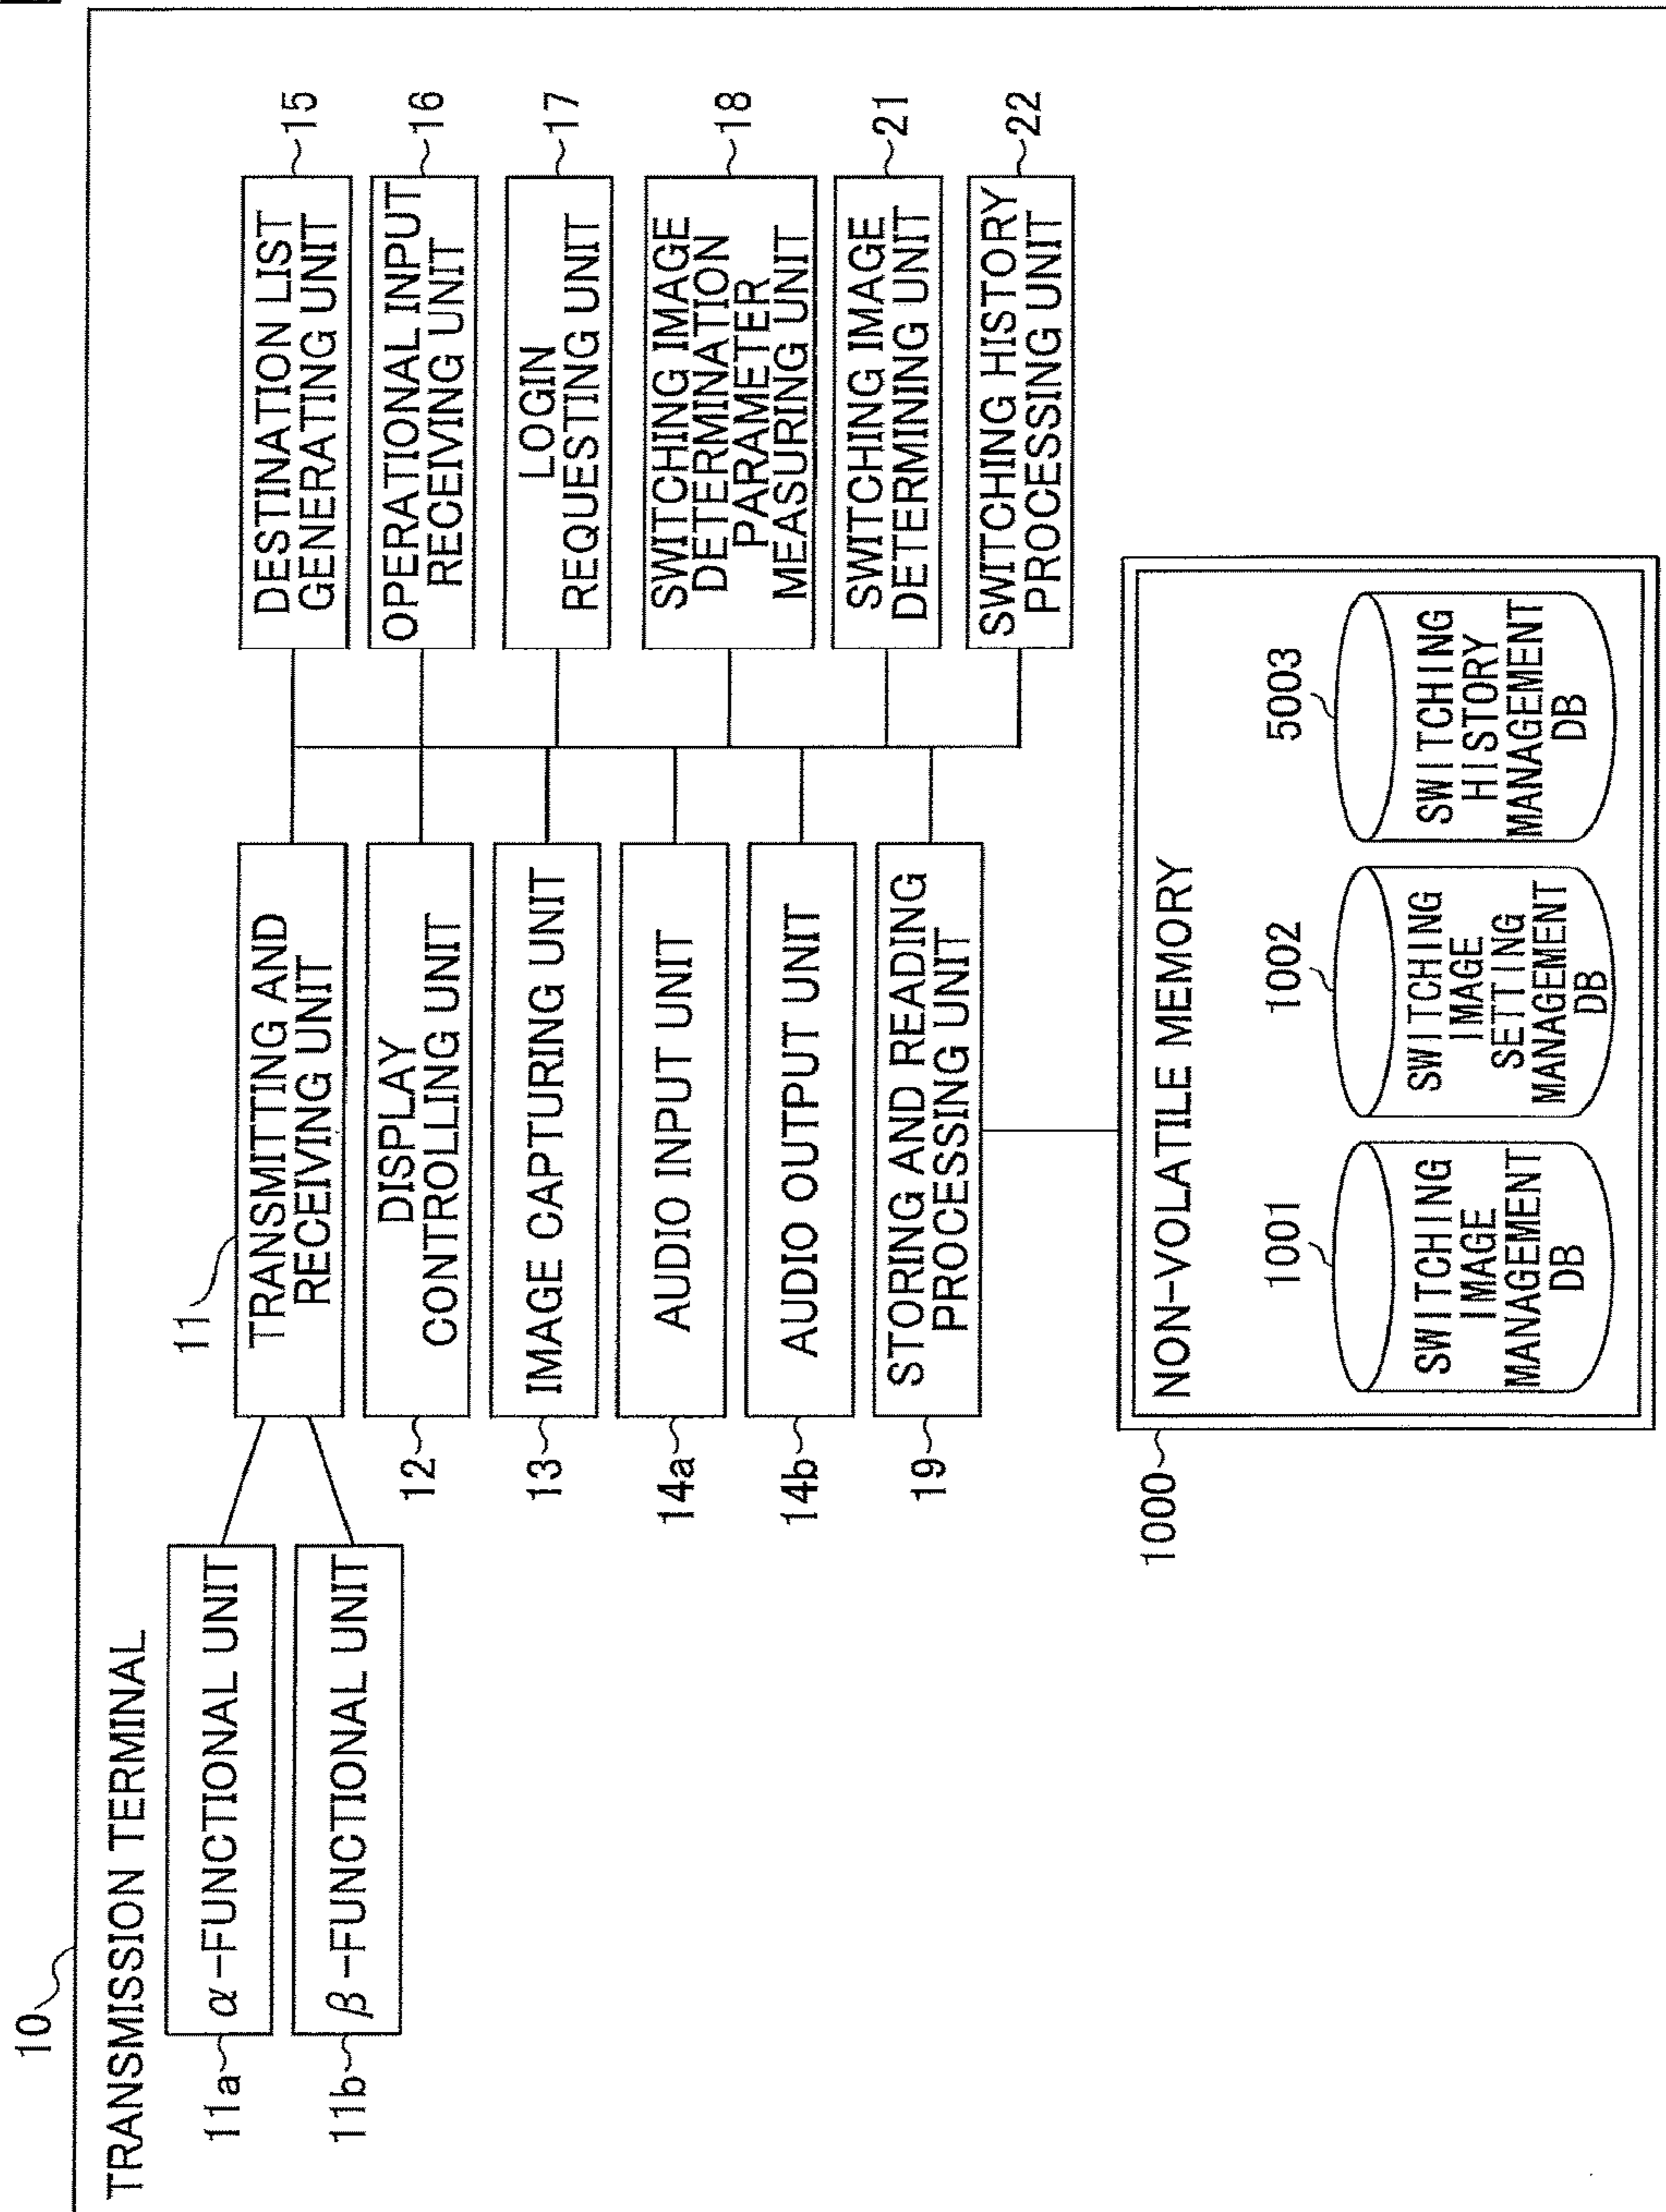 10
TRANSMISSION TERMINAL
11a
α-FUNCTIONAL UNIT
11b
β-FUNCTIONAL UNIT
11
TRANSMITTING AND
RECEIVING UNIT
12
DISPLAY
CONTROLLING UNIT
13
IMAGE CAPTURING UNIT
14a
AUDIO INPUT UNIT
14b
AUDIO OUTPUT UNIT
19
STORING AND READING
PROCESSING UNIT
DESTINATION LIST
GENERATING UNIT
15
OPERATIONAL INPUT
RECEIVING UNIT
16
LOGIN
REQUESTING UNIT
17
SWITCHING IMAGE
DETERMINATION
PARAMETER
MEASURING UNIT
18
SWITCHING IMAGE
DETERMINING UNIT
21
SWITCHING HISTORY
PROCESSING UNIT
22
1000
NON-VOLATILE MEMORY
1001
SWITCHING
IMAGE
MANAGEMENT
DB
1002
SWITCHING
IMAGE
SETTING
MANAGEMENT
DB
5003
SWITCHING
HISTORY
MANAGEMENT
DB